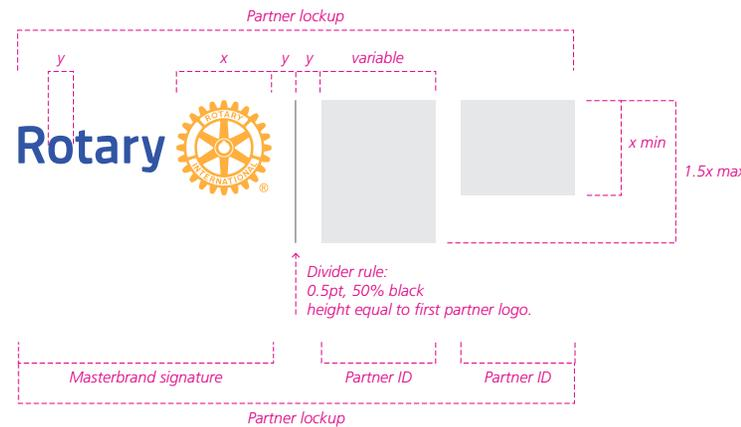 Partner lockup
y
x
y
y
variable
Rotary
ROTARY
INTERNATIONAL
®
x min
1.5x max
Divider rule:
0.5pt, 50% black
height equal to first partner logo.
Masterbrand signature
Partner ID
Partner ID
Partner lockup